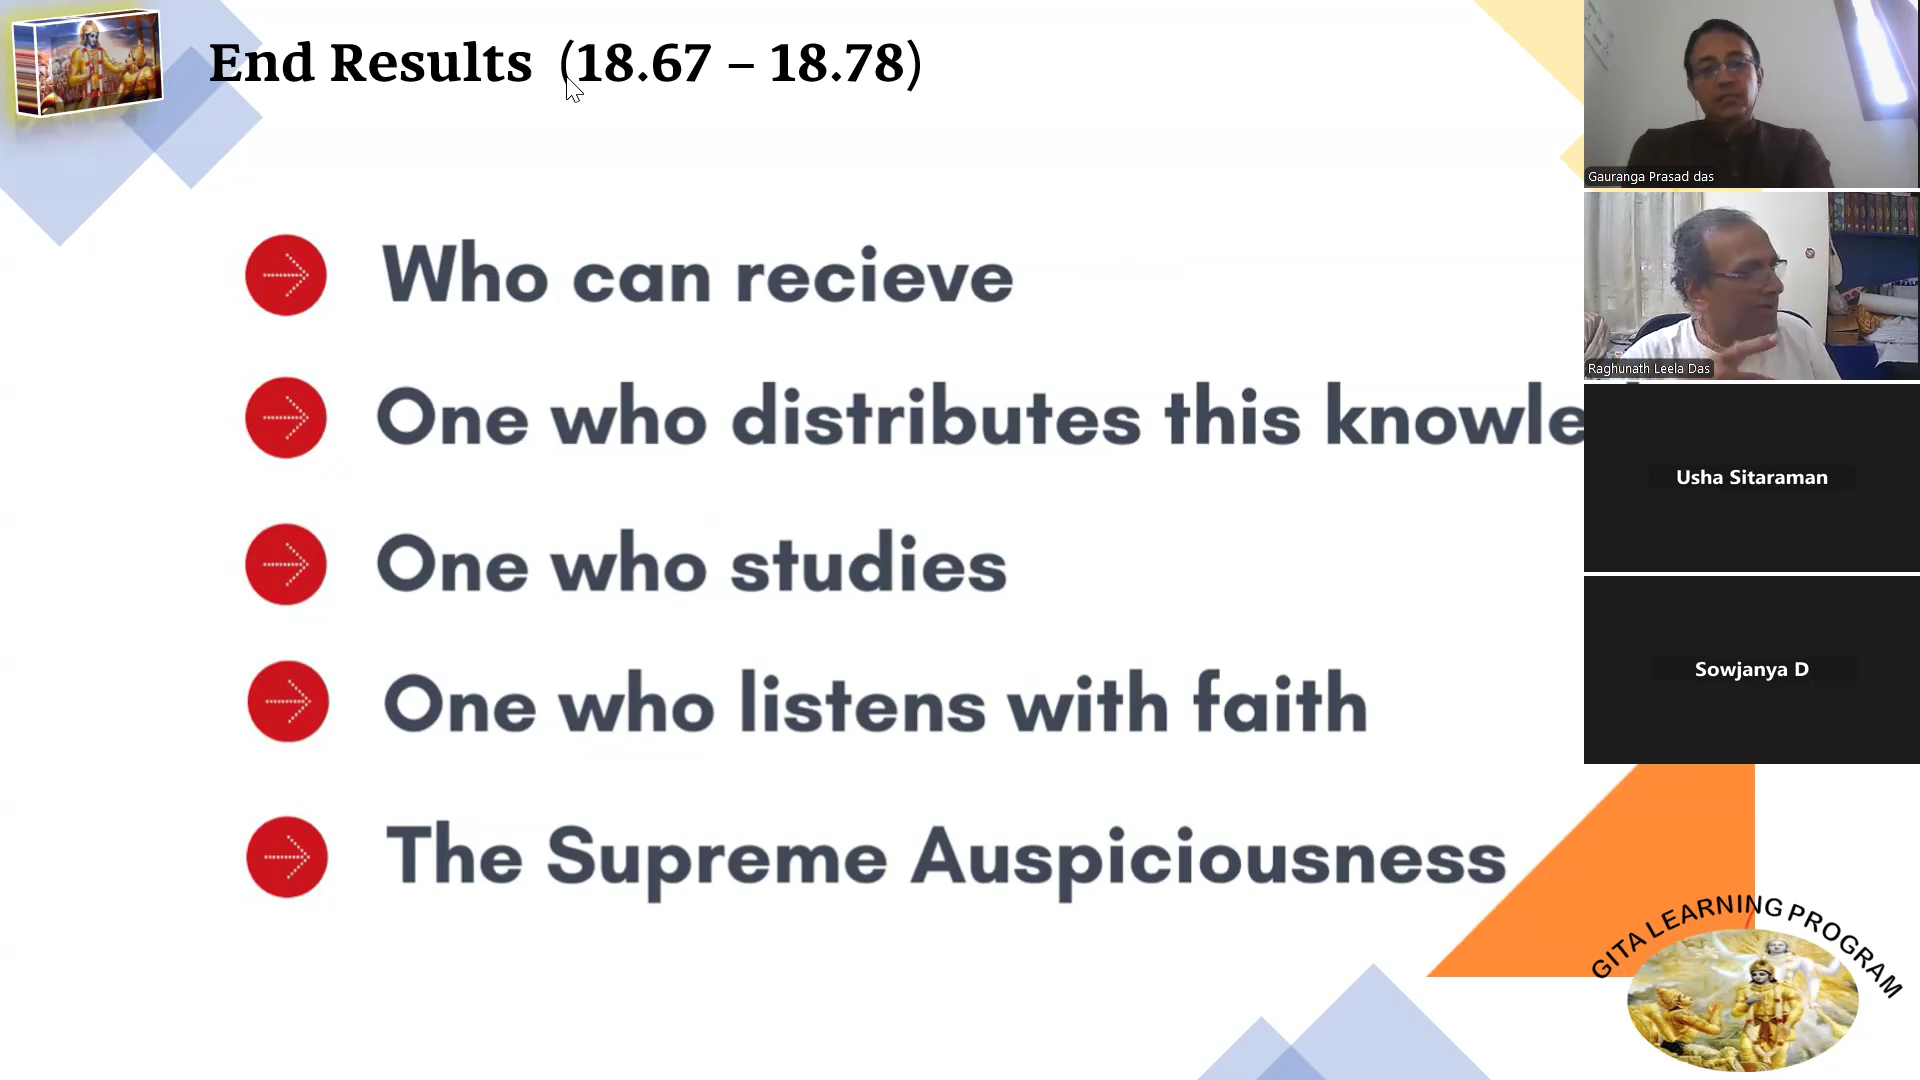 End Results (18.67 – 18.78)
Who can recieve
One who distributes this
One who studies
One who listens with faith
The Supreme Auspiciousness
Gauranga Prasad das
Raghunath Leela Das
Usha Sitaraman
Sowjanya D
GITA LEARNING PROGRAM